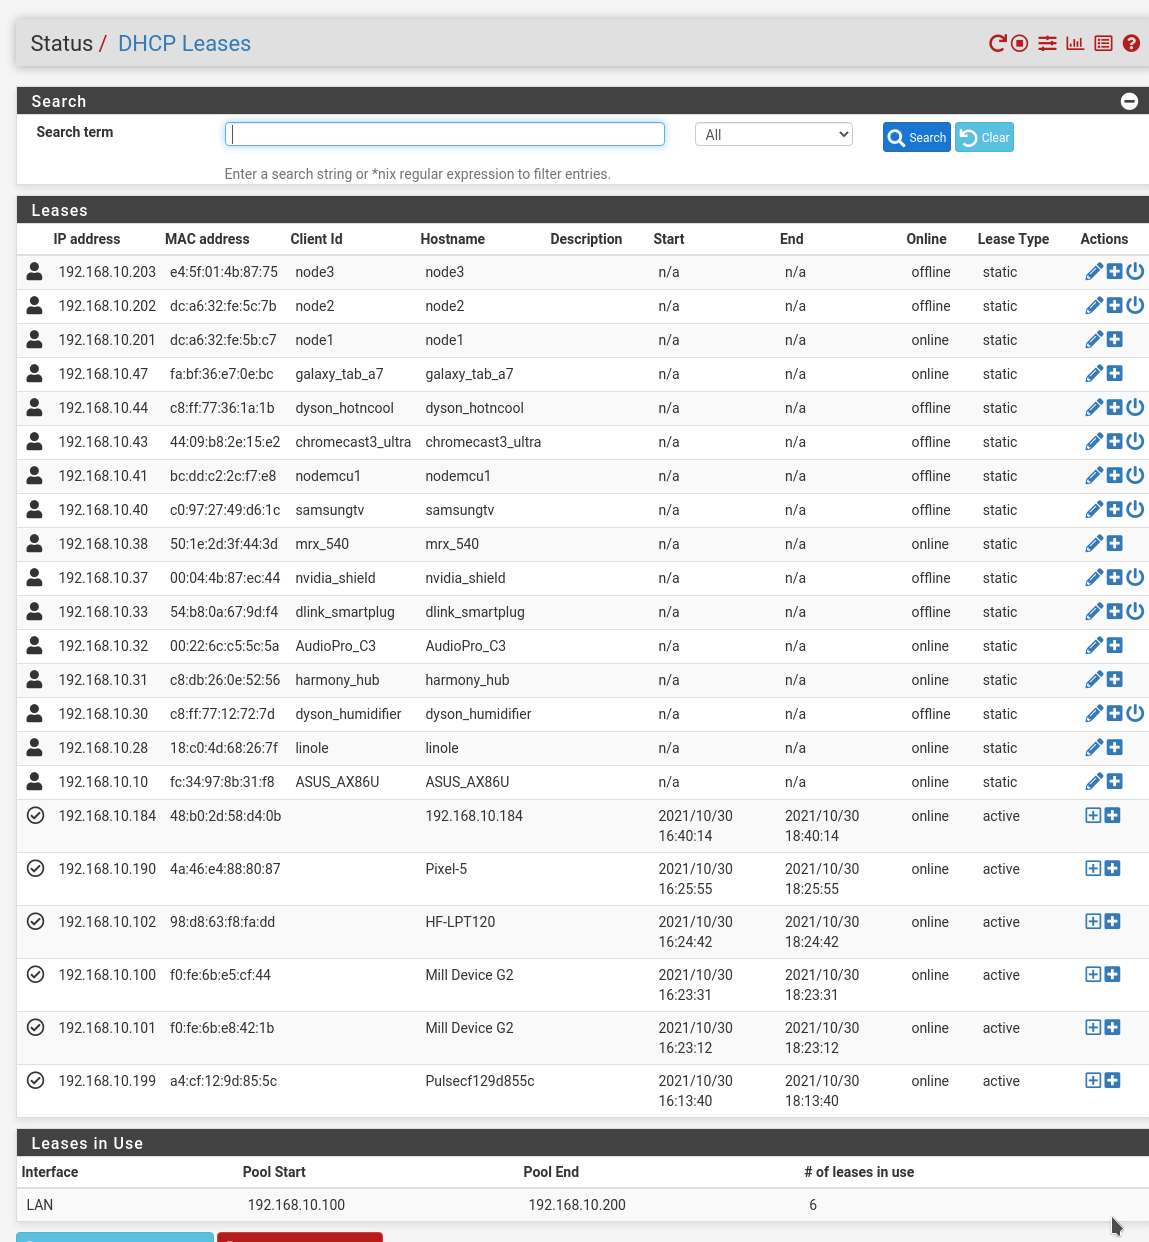 Status / DHCP Leases
Search
Search term All Search Clear
Enter a search string or *nix regular expression to filter entries.
Leases
IP address MAC address Client Id Hostname Description Start End Online Lease Type Actions
192.168.10.203 e4:5f:01:4b:87:75 node3 node3 n/a n/a offline static
192.168.10.202 dc:a6:32:fe:5c:7b node2 node2 n/a n/a offline static
192.168.10.201 dc:a6:32:fe:5b:c7 node1 node1 n/a n/a online static
192.168.10.47 fa:bf:36:e7:0e:bc galaxy_tab_a7 galaxy_tab_a7 n/a n/a online static
192.168.10.44 c8:ff:77:36:1a:1b dyson_hotncool dyson_hotncool n/a n/a offline static
192.168.10.43 44:09:b8:2e:15:e2 chromecast3_ultra chromecast3_ultra n/a n/a offline static
192.168.10.41 bc:dd:c2:2c:f7:e8 nodemcu1 nodemcu1 n/a n/a offline static
192.168.10.40 c0:97:27:49:d6:1c samsungtv samsungtv n/a n/a offline static
192.168.10.38 50:1e:2d:3f:44:3d mrx_540 mrx_540 n/a n/a online static
192.168.10.37 00:04:4b:87:ec:44 nvidia_shield nvidia_shield n/a n/a offline static
192.168.10.33 54:b8:0a:67:9d:f4 dlink_smartplug dlink_smartplug n/a n/a offline static
192.168.10.32 00:22:6c:c5:5c:5a AudioPro_C3 AudioPro_C3 n/a n/a online static
192.168.10.31 c8:db:26:0e:52:56 harmony_hub harmony_hub n/a n/a online static
192.168.10.30 c8:ff:77:12:72:7d dyson_humidifier dyson_humidifier n/a n/a offline static
192.168.10.28 18:c0:4d:68:26:7f linole linole n/a n/a online static
192.168.10.10 fc:34:97:8b:31:f8 ASUS_AX86U ASUS_AX86U n/a n/a online static
192.168.10.184 48:b0:2d:58:d4:0b 192.168.10.184 2021/10/30 2021/10/30 online active
16:40:14 18:40:14
192.168.10.190 4a:46:e4:88:80:87 Pixel-5 2021/10/30 2021/10/30 online active
16:25:55 18:25:55
192.168.10.102 98:d8:63:f8:fa:dd HF-LPT120 2021/10/30 2021/10/30 online active
16:24:42 18:24:42
192.168.10.100 f0:fe:6b:e5:cf:44 Mill Device G2 2021/10/30 2021/10/30 online active
16:23:31 18:23:31
192.168.10.101 f0:fe:6b:e8:42:1b Mill Device G2 2021/10/30 2021/10/30 online active
16:23:12 18:23:12
192.168.10.199 a4:cf:12:9d:85:5c Pulsecf129d855c 2021/10/30 2021/10/30 online active
16:13:40 18:13:40
Leases in Use
Interface Pool Start Pool End # of leases in use
LAN 192.168.10.100 192.168.10.200 6